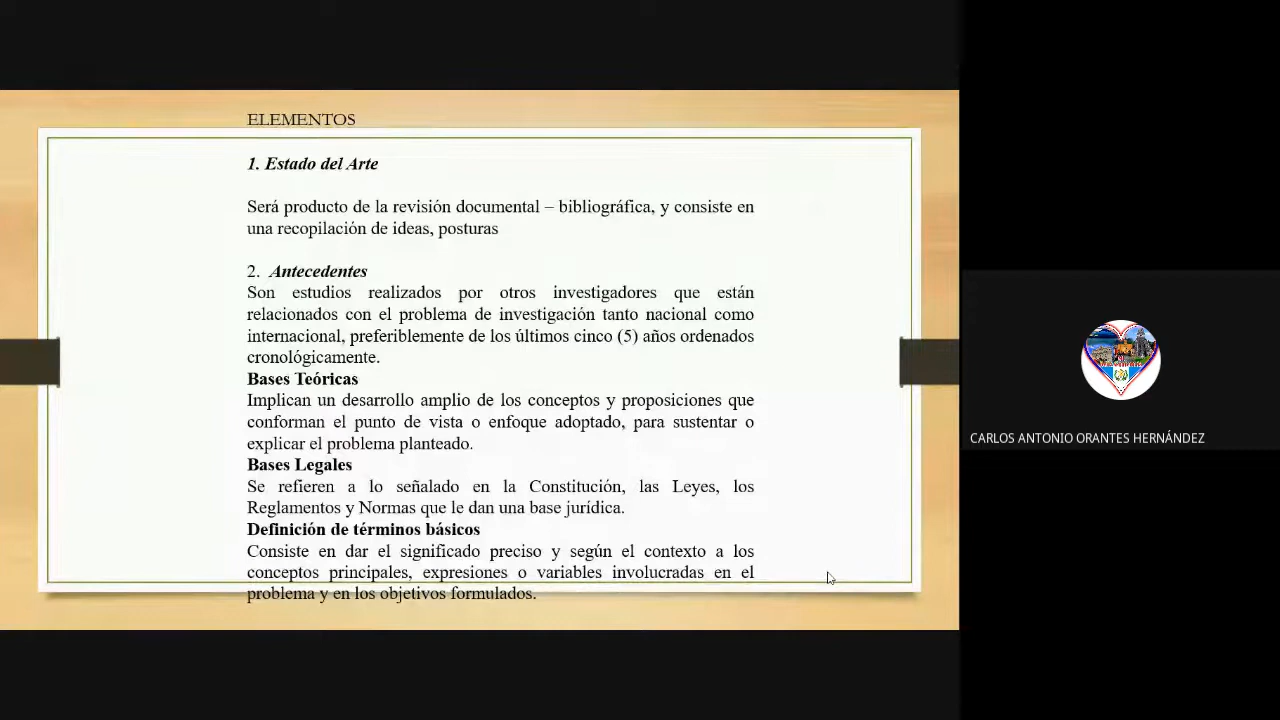 ELEMENTOS
1. Estado del Arte
Será producto de la revisión documental – bibliográfica, y consiste en
una recopilación de ideas, posturas
2. Antecedentes
Son estudios realizados por otros investigadores que están
relacionados con el problema de investigación tanto nacional como
internacional, preferiblemente de los últimos cinco (5) años ordenados
cronológicamente.
Bases Teóricas
Implican un desarrollo amplio de los conceptos y proposiciones que
conforman el punto de vista o enfoque adoptado, para sustentar o
explicar el problema planteado.
Bases Legales
Se refieren a lo señalado en la Constitución, las Leyes, los
Reglamentos y Normas que le dan una base jurídica.
Definición de términos básicos
Consiste en dar el significado preciso y según el contexto a los
conceptos principales, expresiones o variables involucradas en el
problema y en los objetivos formulados.
CARLOS ANTONIO ORANTES HERNÁNDEZ